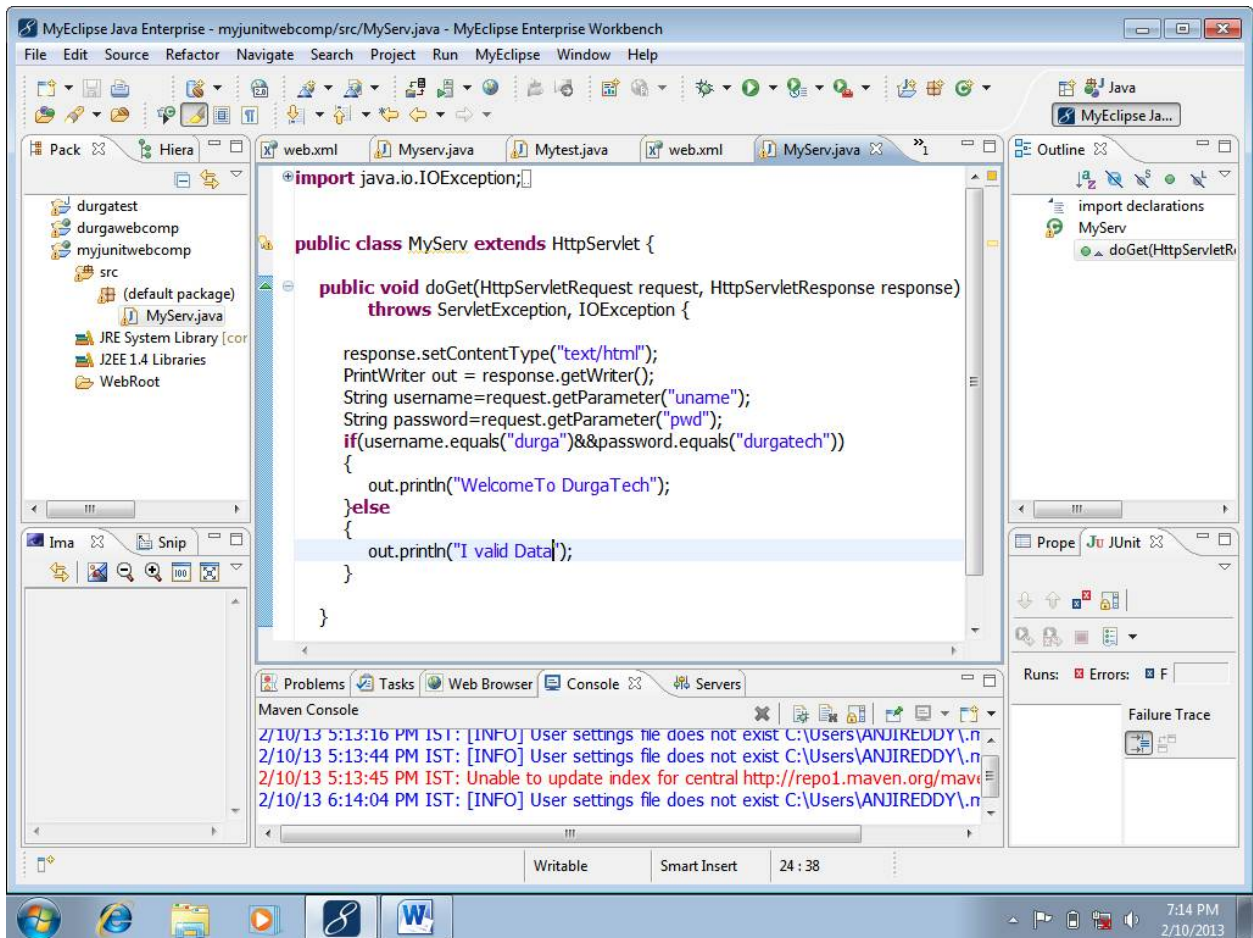 MyEclipse Java Enterprise - myjunitwebcomp/src/MyServ.java - MyEclipse Enterprise Workbench
File Edit Source Refactor Navigate Search Project Run MyEclipse Window Help
Java
MyEclipse Ja...
Pack Hiera
durgatest
durgawebcomp
myjunitwebcomp
src
(default package)
MyServ.java
JRE System Library [cor
J2EE 1.4 Libraries
WebRoot
web.xml Myserv.java Mytest.java web.xml MyServ.java »1
import java.io.IOException;
public class MyServ extends HttpServlet {
public void doGet(HttpServletRequest request, HttpServletResponse response)
throws ServletException, IOException {
response.setContentType("text/html");
PrintWriter out = response.getWriter();
String username=request.getParameter("uname");
String password=request.getParameter("pwd");
if(username.equals("durga")&&password.equals("durgatech"))
{
out.println("WelcomeTo DurgaTech");
}else
{
out.println("I valid Data");
}
}
Outline
import declarations
MyServ
doGet(HttpServletR
Ima Snip
Prope JUnit
Runs: Errors: F
Failure Trace
Problems Tasks Web Browser Console Servers
Maven Console
2/10/13 5:13:16 PM IST: [INFO] User settings file does not exist C:\Users\ANJIREDDY\.m
2/10/13 5:13:44 PM IST: [INFO] User settings file does not exist C:\Users\ANJIREDDY\.m
2/10/13 5:13:45 PM IST: Unable to update index for central http://repo1.maven.org/mave
2/10/13 6:14:04 PM IST: [INFO] User settings file does not exist C:\Users\ANJIREDDY\.m
Writable Smart Insert 24 : 38
7:14 PM
2/10/2013